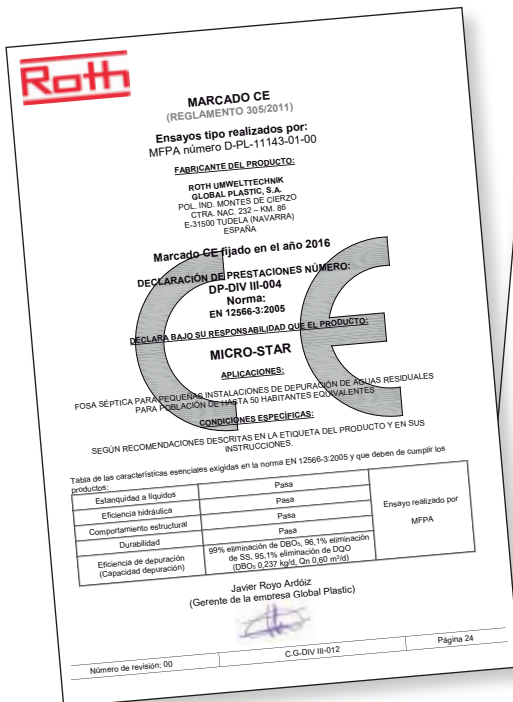 Roth
MARCADO CE
(REGLAMENTO 305/2011)
Ensayos tipo realizados por:
MFPA número D-PL-11143-01-00
FABRICANTE DEL PRODUCTO:
ROTH UMWELTTECHNIK
GLOBAL PLASTIC, S.A.
POL. IND. MONTES DE CIERZO
CTRA. NAC. 232 – KM. 86
E-31500 TUDELA (NAVARRA)
ESPAÑA
Marcado CE fijado en el año 2016
DECLARACIÓN DE PRESTACIONES NÚMERO:
DP-DIV III-004
Norma:
EN 12566-3:2005
DECLARA BAJO SU RESPONSABILIDAD QUE EL PRODUCTO:
MICRO-STAR
APLICACIONES:
FOSA SÉPTICA PARA PEQUEÑAS INSTALACIONES DE DEPURACIÓN DE AGUAS RESIDUALES
PARA POBLACIÓN DE HASTA 50 HABITANTES EQUIVALENTES
CONDICIONES ESPECÍFICAS:
SEGÚN RECOMENDACIONES DESCRITAS EN LA ETIQUETA DEL PRODUCTO Y EN SUS
INSTRUCCIONES.
Tabla de las características esenciales exigidas en la norma EN 12566-3:2005 y que deben de cumplir los
productos:
Estanquidad a líquidos Pasa
Eficiencia hidráulica Pasa
Comportamiento estructural Pasa
Durabilidad Pasa
Eficiencia de depuración
(Capacidad depuración)
99% eliminación de DBO₅, 96,1% eliminación
de SS, 95.1% eliminación de DQO
(DBO₅ 0,237 kg/d, Qn 0,60 m³/d)
Ensayo realizado por
MFPA
Javier Royo Ardóiz
(Gerente de la empresa Global Plastic)
Número de revisión: 00 C.G-DIV III-012 Página 24